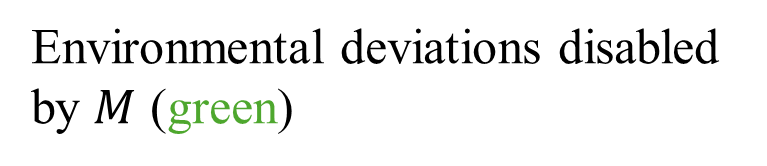 Environmental deviations disabled
by M (green)